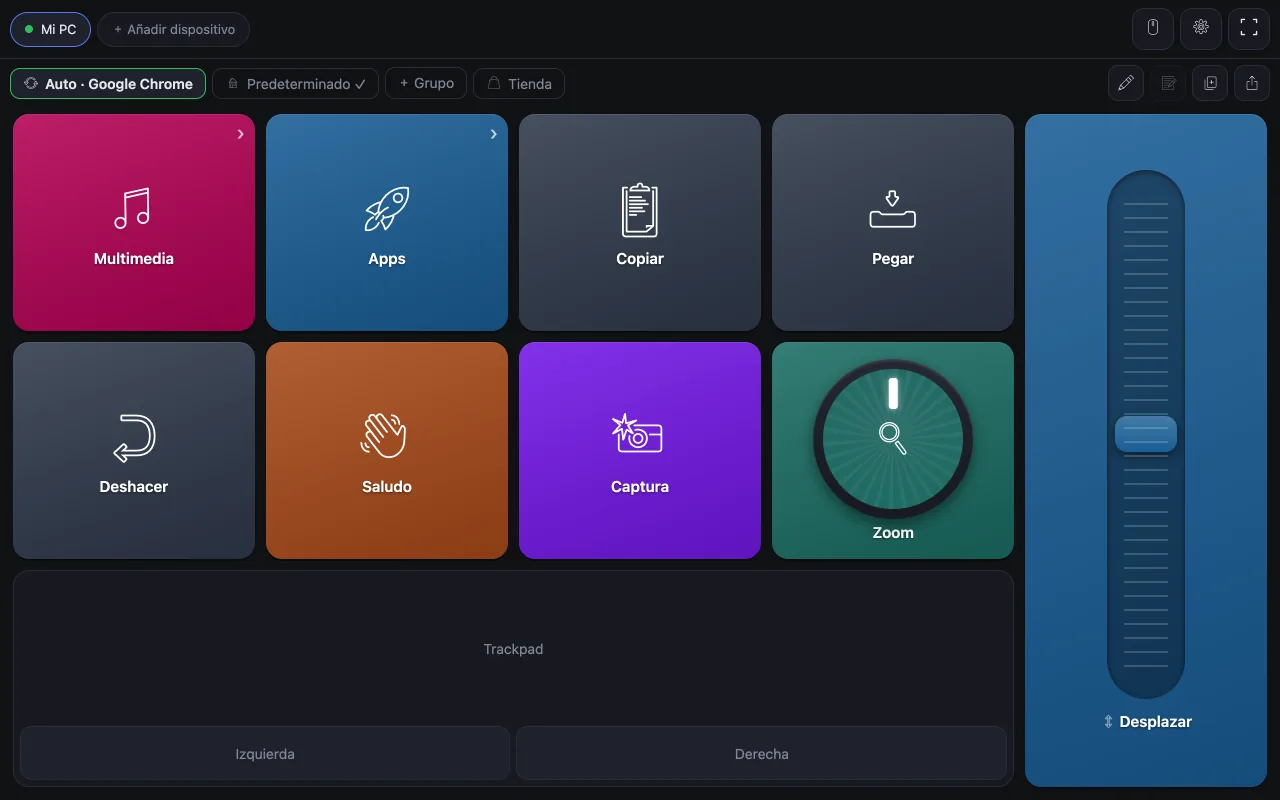 Mi PC
+ Añadir dispositivo
Auto · Google Chrome
Predeterminado ✓
+ Grupo
Tienda
Multimedia
Apps
Copiar
Pegar
Deshacer
Saludo
Captura
Zoom
Desplazar
Trackpad
Izquierda
Derecha